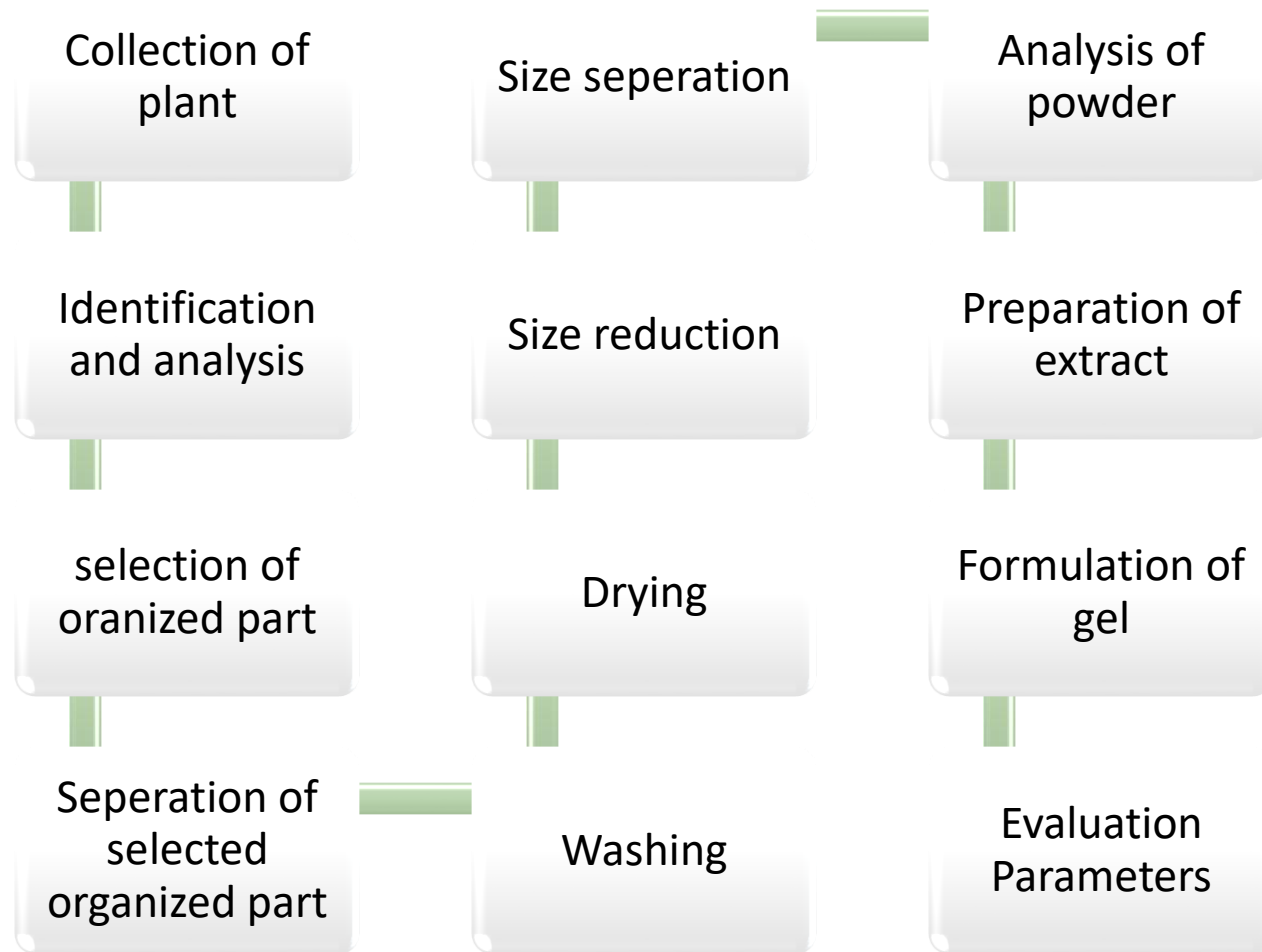 Collection of
plant
Identification
and analysis
selection of
oranized part
Seperation of
selected
organized part
Washing
Drying
Size reduction
Size seperation
Analysis of
powder
Preparation of
extract
Formulation of
gel
Evaluation
Parameters